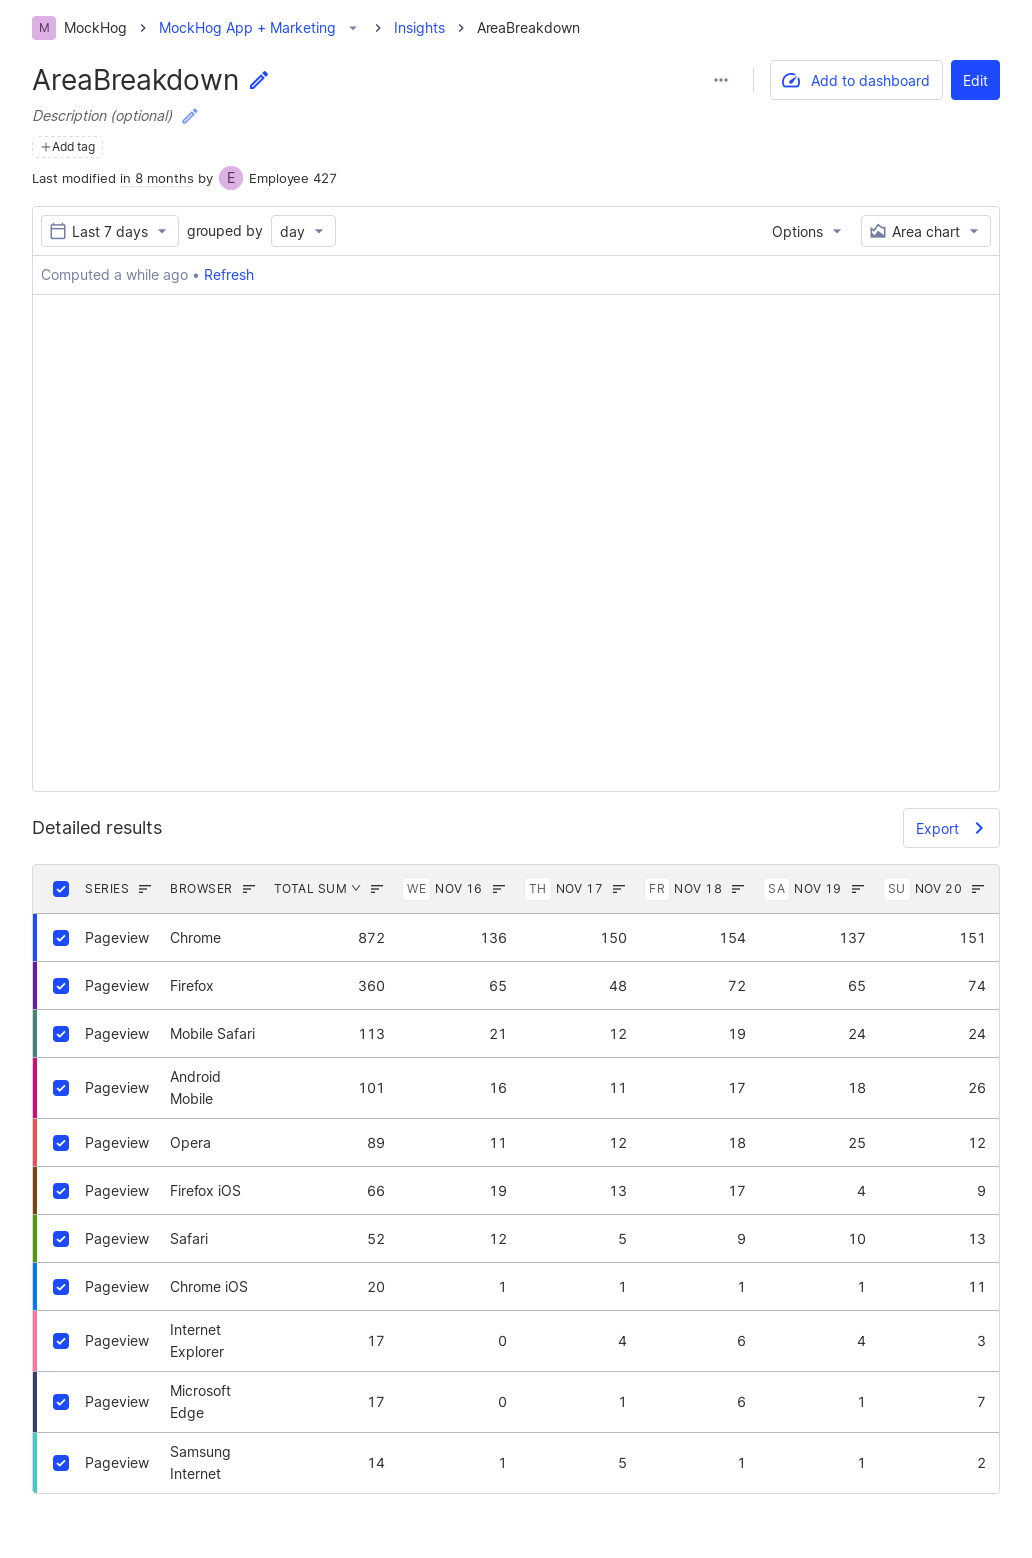 M MockHog MockHog App + Marketing Insights AreaBreakdown
AreaBreakdown
Add to dashboard Edit
Description (optional)
+Add tag
Last modified in 8 months by E Employee 427
Last 7 days grouped by day Options Area chart
Computed a while ago • Refresh
Detailed results Export
SERIES BROWSER TOTAL SUM WE NOV 16 TH NOV 17 FR NOV 18 SA NOV 19 SU NOV 20
Pageview Chrome 872 136 150 154 137 151
Pageview Firefox 360 65 48 72 65 74
Pageview Mobile Safari 113 21 12 19 24 24
Pageview Android Mobile 101 16 11 17 18 26
Pageview Opera 89 11 12 18 25 12
Pageview Firefox iOS 66 19 13 17 4 9
Pageview Safari 52 12 5 9 10 13
Pageview Chrome iOS 20 1 1 1 1 11
Pageview Internet Explorer 17 0 4 6 4 3
Pageview Microsoft Edge 17 0 1 6 1 7
Pageview Samsung Internet 14 1 5 1 1 2